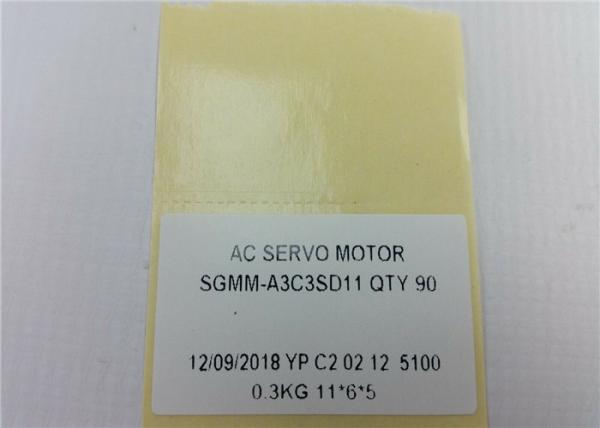 AC SERVO MOTOR
SGMM-A3C3SD11 QTY 90
12/09/2018 YP C2 02 12 5100
0.3KG 11*6*5